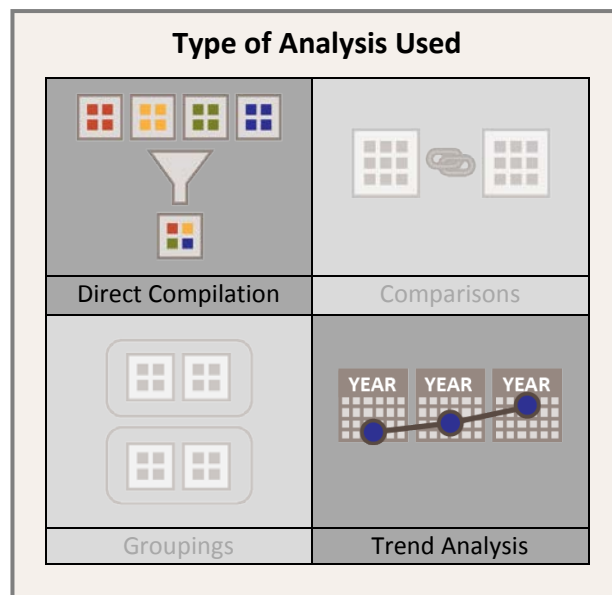 Type of Analysis Used
Direct Compilation
Comparisons
YEAR YEAR YEAR
Groupings
Trend Analysis